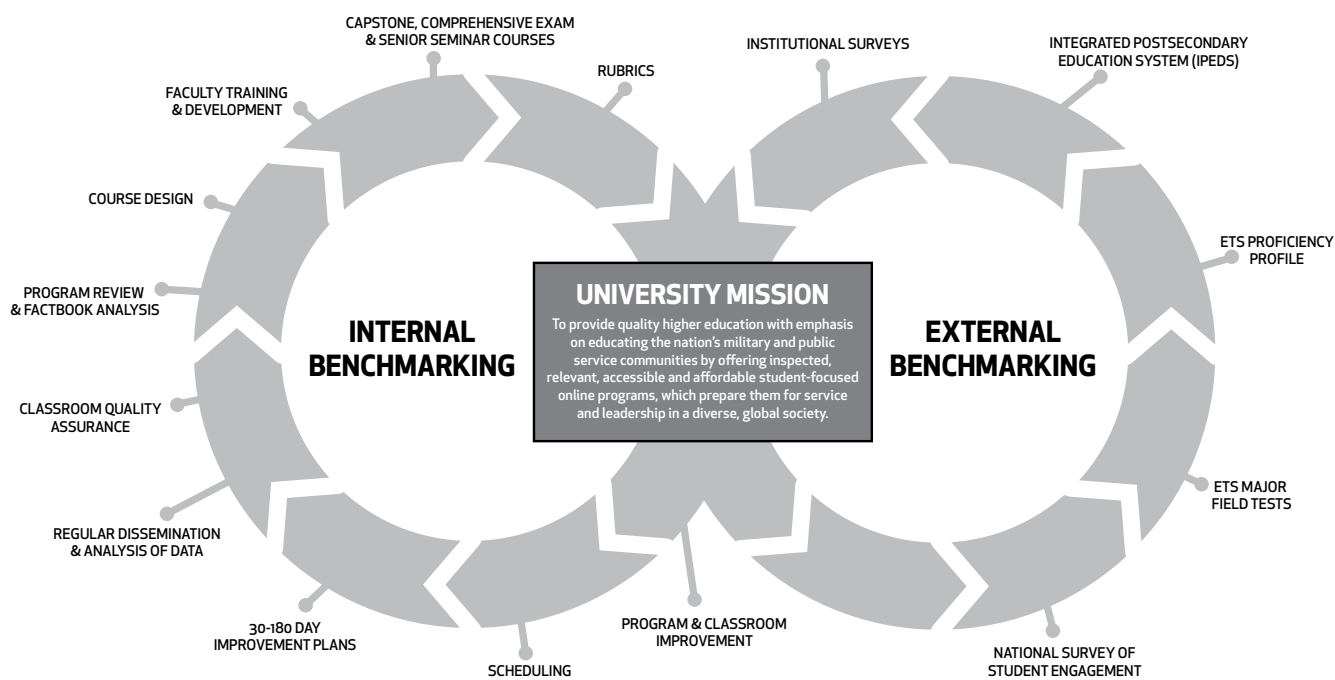 CAPSTONE, COMPREHENSIVE EXAM
& SENIOR SEMINAR COURSES
RUBRICS
FACULTY TRAINING
& DEVELOPMENT
COURSE DESIGN
PROGRAM REVIEW
& FACTBOOK ANALYSIS
CLASSROOM QUALITY
ASSURANCE
REGULAR DISSEMINATION
& ANALYSIS OF DATA
30-180 DAY
IMPROVEMENT PLANS
SCHEDULING
INTERNAL
BENCHMARKING
UNIVERSITY MISSION
To provide quality higher education with emphasis
on educating the nation's military and public
service communities by offering inspected,
relevant, accessible and affordable student-focused
online programs, which prepare them for service
and leadership in a diverse, global society.
PROGRAM & CLASSROOM
IMPROVEMENT
EXTERNAL
BENCHMARKING
INSTITUTIONAL SURVEYS
INTEGRATED POSTSECONDARY
EDUCATION SYSTEM (IPEDS)
ETS PROFICIENCY
PROFILE
ETS MAJOR
FIELD TESTS
NATIONAL SURVEY OF
STUDENT ENGAGEMENT